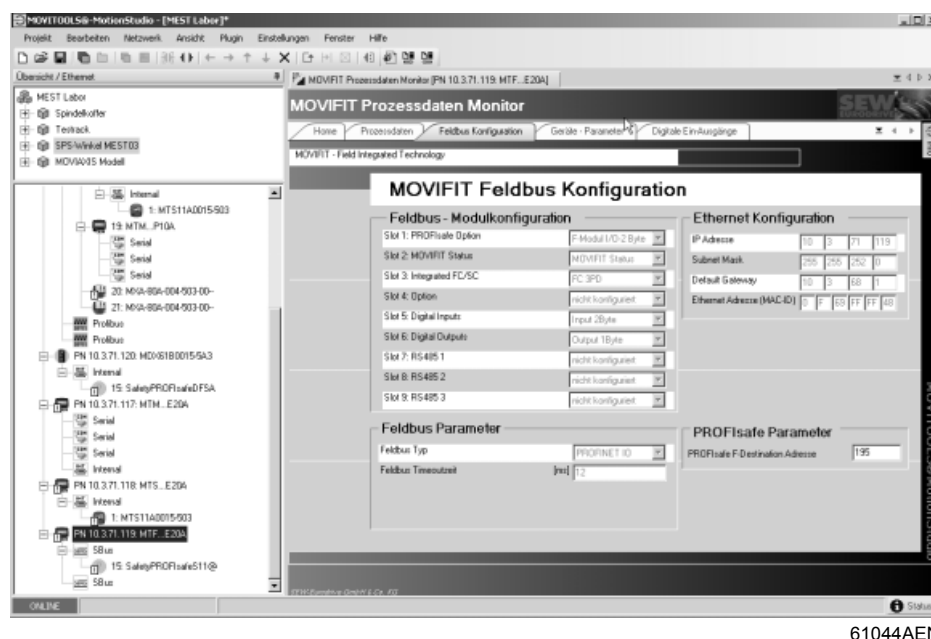 MOVITOOLS® MotionStudio - [MEST Labor]*
Projekt Bearbeiten Netzwerk Ansicht Plugin Einstellungen Fenster Hilfe
Übersicht / Ethernet
MOVIFIT Prozessdaten Monitor [PN 10.3.71.119: MTF...E20A]
MEST Labor
Spindelkoffer
Testrack
SPS-Winkel MEST03
MOVIAXIS Modell
MOVIFIT Prozessdaten Monitor
SEW
EURODRIVE
Home
Prozessdaten
Feldbus Konfiguration
Geräte - Parameter
Digitale Ein-Ausgänge
MOVIFIT - Field Integrated Technology
Internal
1: MTS11A0015-503
19: MTM...P10A
Serial
Serial
Serial
20: MXA-80A-004-503-00-
21: MXA-80A-004-503-00-
Profibus
Profibus
PN 10.3.71.120: MDX61B0015-5A3
Internal
15: SafetyPROFIsafeDFSA
PN 10.3.71.117: MTM...E20A
Serial
Serial
Serial
Internal
PN 10.3.71.118: MTS...E20A
Internal
1: MTS11A0015-503
PN 10.3.71.119: MTF...E20A
SBus
15: SafetyPROFIsafeS11@
SBus
MOVIFIT Feldbus Konfiguration
Feldbus - Modulkonfiguration
Slot 1: PROFIsafe Option F-Modul I/O-2 Byte
Slot 2: MOVIFIT Status MOVIFIT Status
Slot 3: Integrated FC/SC FC 3PD
Slot 4: Option nicht konfiguriert
Slot 5: Digital Inputs Input 2Byte
Slot 6: Digital Outputs Output 1Byte
Slot 7: RS485 1 nicht konfiguriert
Slot 8: RS485 2 nicht konfiguriert
Slot 9: RS485 3 nicht konfiguriert
Ethernet Konfiguration
IP Adresse 10 3 71 119
Subnet Mask 255 255 252 0
Default Gateway 10 3 68 1
Ethernet Adresse (MAC-ID) 0 F 69 FF FF 48
Feldbus Parameter
Feldbus Typ PROFINET IO
Feldbus Timeoutzeit [ms] 12
PROFIsafe Parameter
PROFIsafe F-Destination Adresse 195
SEW-Eurodrive GmbH & Co. KG
ONLINE
Status
61044AEN